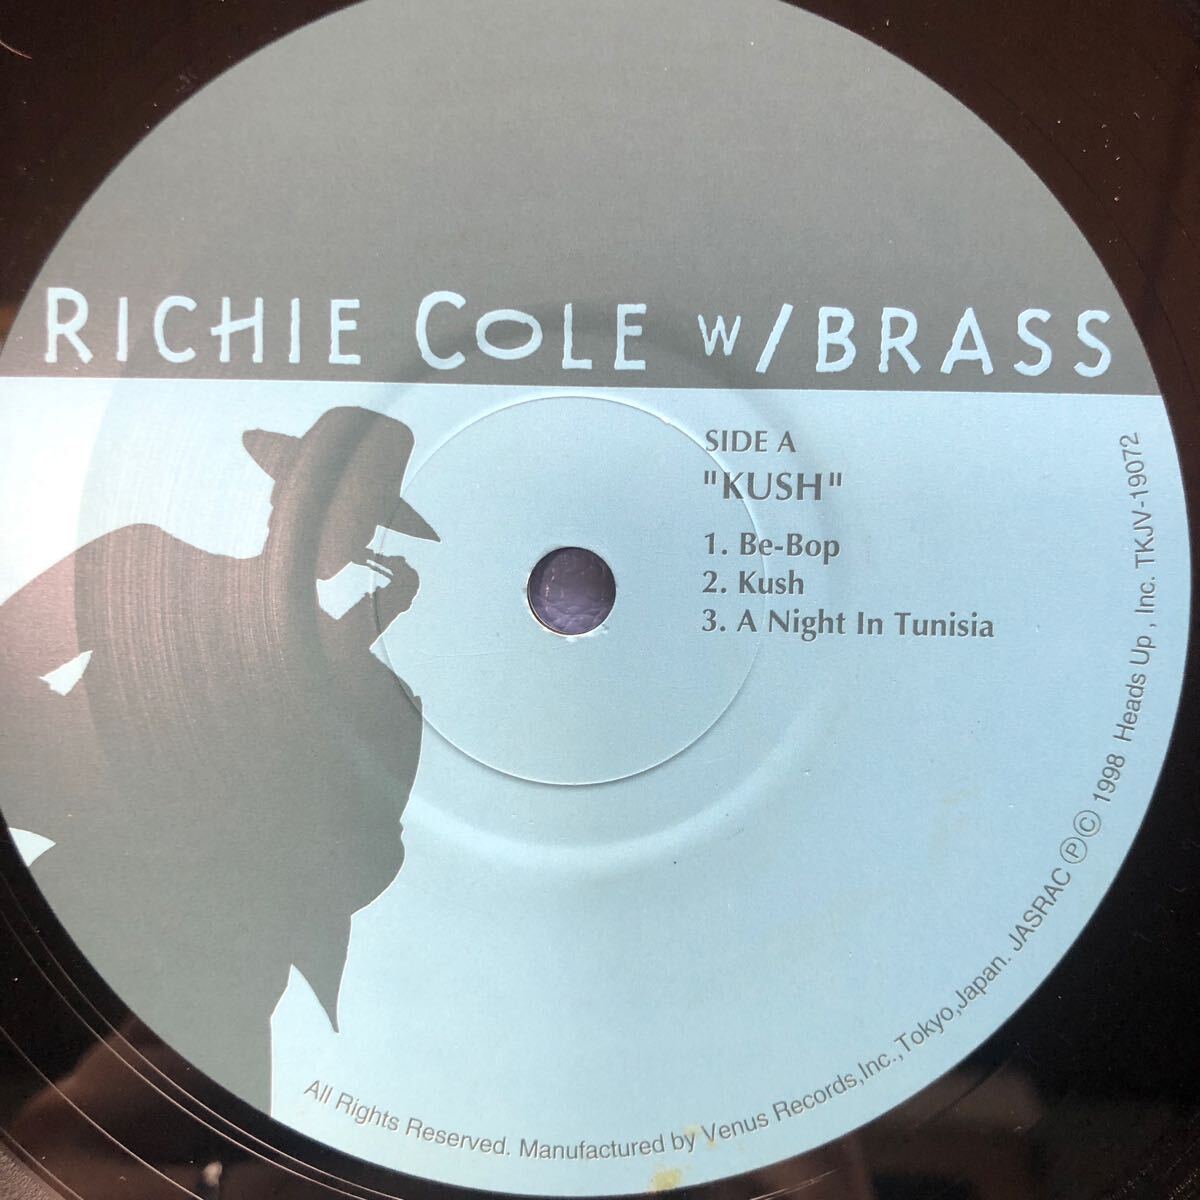 RICHIE COLE W/BRASS
SIDE A
"KUSH"
1. Be-Bop
2. Kush
3. A Night In Tunisia
All Rights Reserved. Manufactured by Venus Records,Inc.,Tokyo,Japan. JASRAC Ⓟ© 1998 Heads Up , Inc. TKJV-19072